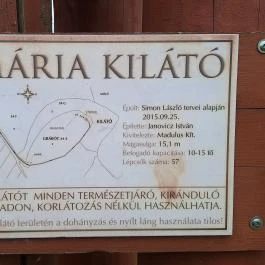 MÁRIA KILÁTÓ
KILÁTÓ
Épült: Simon László tervei alapján
2015.09.25.
Építette: Janovicz István
Kivitelezte: Madulus Kft.
Magassága: 15,1 m
Befogadó kapacitása: 10-15 fő
Lépcsők száma: 57
LÁTÓT MINDEN TERMÉSZETJÁRÓ, KIRÁNDULÓ
ADON, KORLÁTOZÁS NÉLKÜL HASZNÁLHATJA.
látó területén a dohányzás és nyílt láng használata tilos!